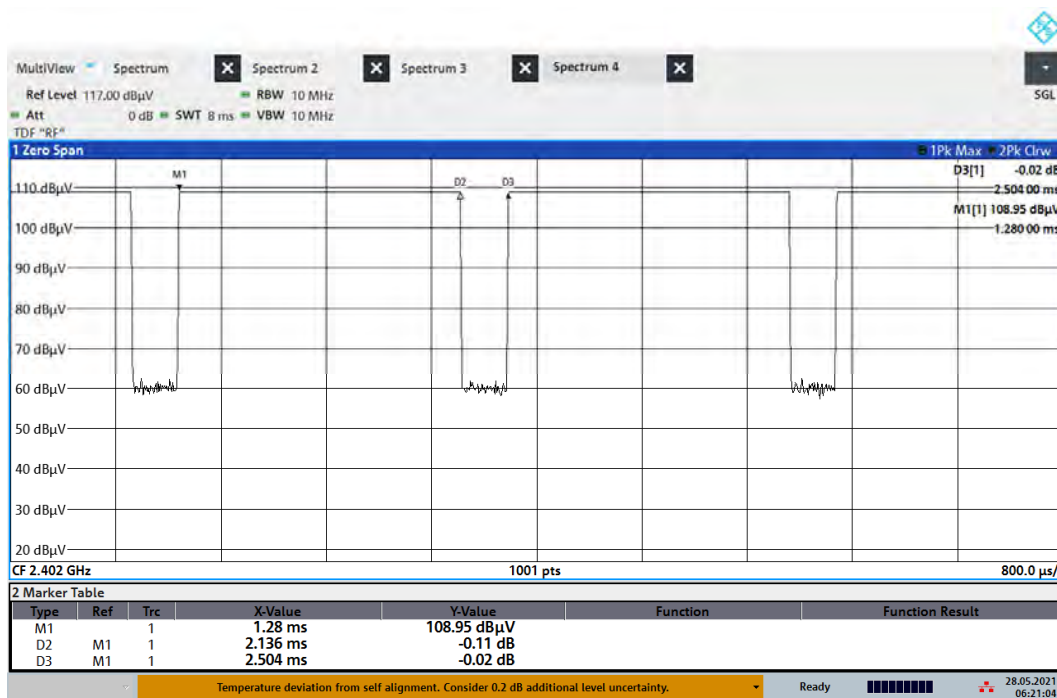 MultiView Spectrum X Spectrum 2 X Spectrum 3 X Spectrum 4 X
SGL
Ref Level 117.00 dBµV RBW 10 MHz
Att 0 dB SWT 8 ms VBW 10 MHz
TDF "RF"
1 Zero Span 1Pk Max 2Pk Clrw
D3[1] -0.02 dB
2.504 00 ms
M1[1] 108.95 dBµV
1.280 00 ms
M1
D2 D3
110 dBµV
100 dBµV
90 dBµV
80 dBµV
70 dBµV
60 dBµV
50 dBµV
40 dBµV
30 dBµV
20 dBµV
CF 2.402 GHz 1001 pts 800.0 µs/
2 Marker Table
Type Ref Trc X-Value Y-Value Function Function Result
M1 1 1.28 ms 108.95 dBµV
D2 M1 1 2.136 ms -0.11 dB
D3 M1 1 2.504 ms -0.02 dB
Temperature deviation from self alignment. Consider 0.2 dB additional level uncertainty. Ready 28.05.2021
06:21:04